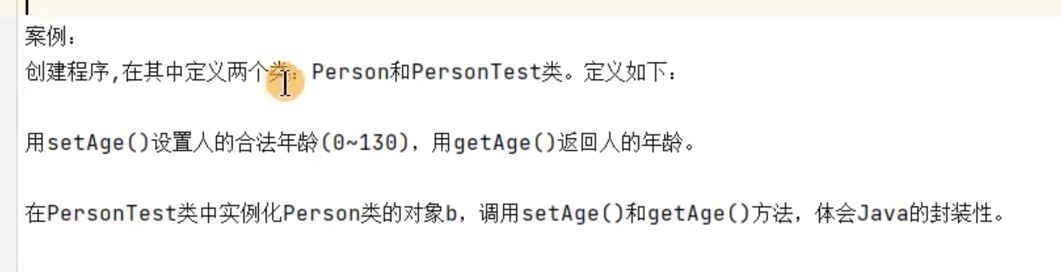 案例：
创建程序,在其中定义两个类：Person和PersonTest类。定义如下：
用setAge()设置人的合法年龄(0~130)，用getAge()返回人的年龄。
在PersonTest类中实例化Person类的对象b，调用setAge()和getAge()方法，体会Java的封装性。